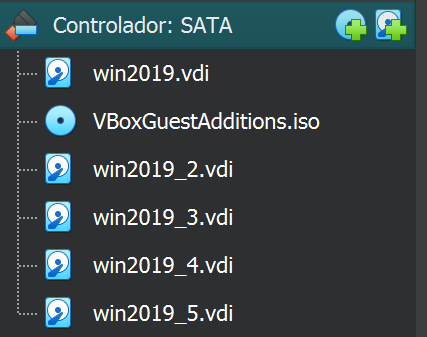 Controlador: SATA
win2019.vdi
VBoxGuestAdditions.iso
win2019_2.vdi
win2019_3.vdi
win2019_4.vdi
win2019_5.vdi